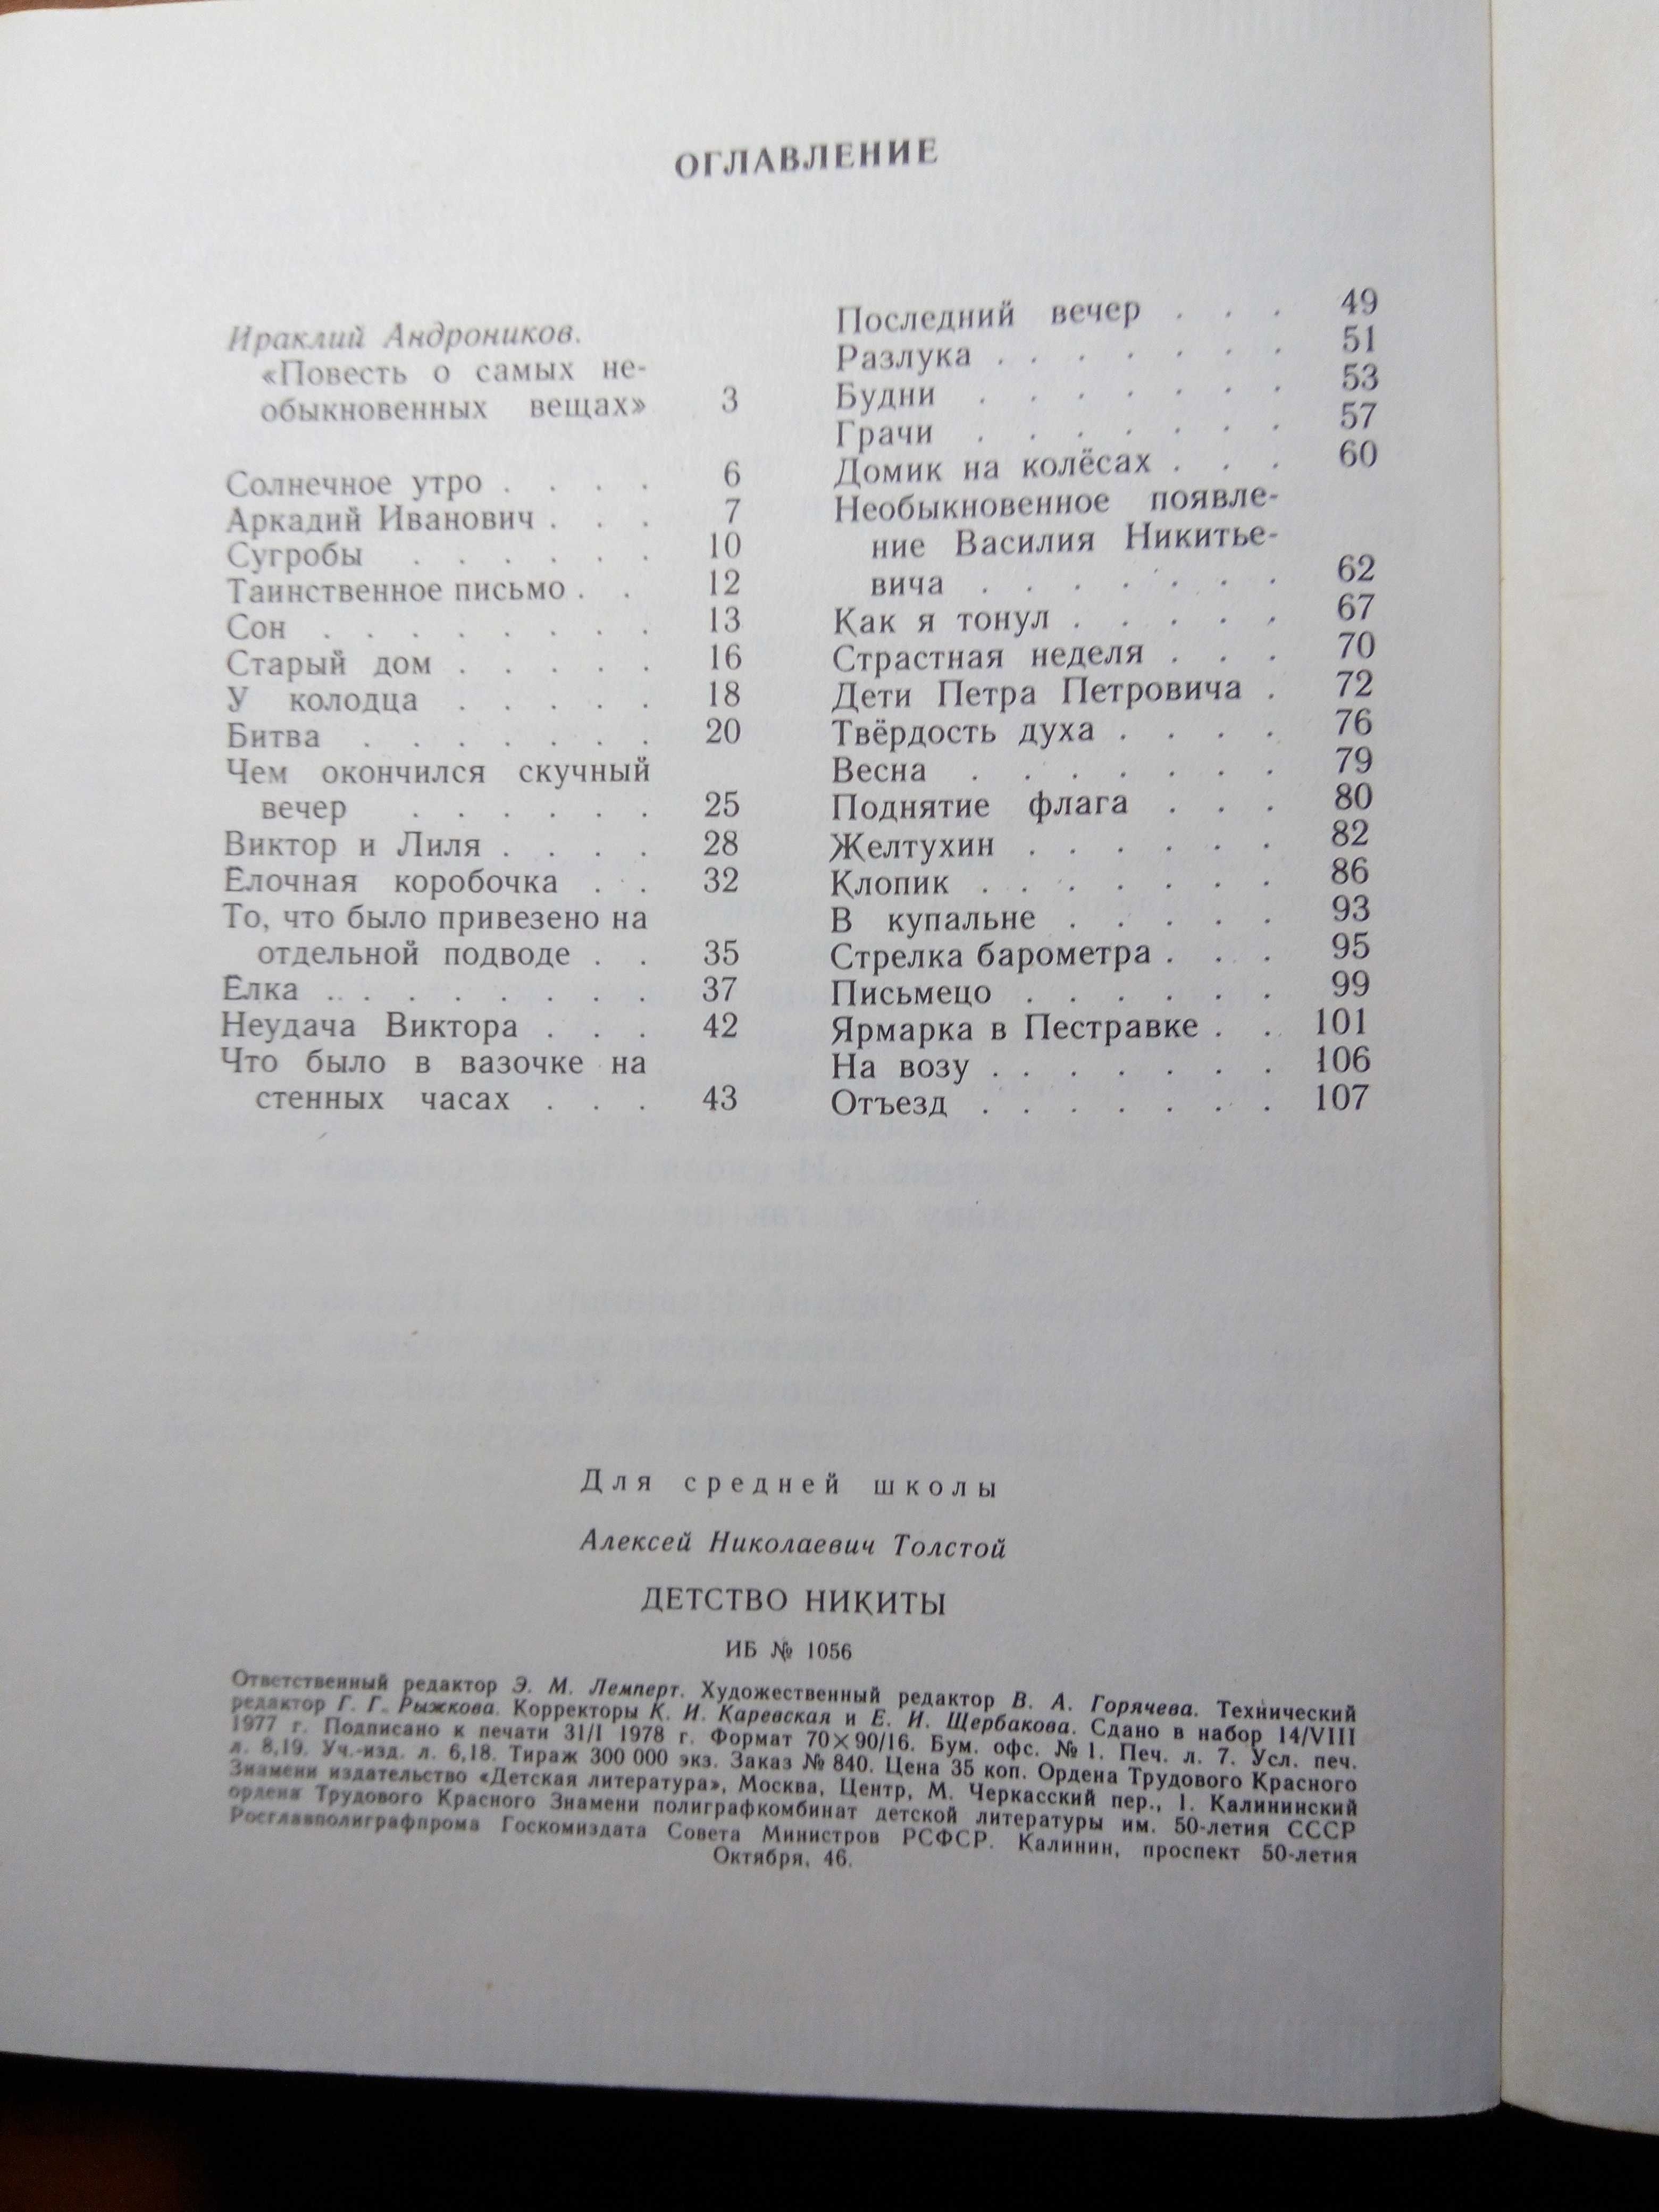 ОГЛАВЛЕНИЕ
Ираклий Андроников.
«Повесть о самых не-
обыкновенных вещах» 3
Солнечное утро . . . . 6
Аркадий Иванович . . . 7
Сугробы . . . . . . 10
Таинственное письмо . . 12
Сон . . . . . . . . 13
Старый дом . . . . . 16
У колодца . . . . . 18
Битва . . . . . . . 20
Чем окончился скучный
вечер . . . . . . 25
Виктор и Лиля . . . . 28
Ёлочная коробочка . . 32
То, что было привезено на
отдельной подводе . . 35
Ёлка . . . . . . . . 37
Неудача Виктора . . . 42
Что было в вазочке на
стенных часах . . . 43
Последний вечер . . . 49
Разлука . . . . . . . 51
Будни . . . . . . . 53
Грачи . . . . . . . 57
Домик на колёсах . . . 60
Необыкновенное появле-
ние Василия Никитье-
вича . . . . . . . 62
Как я тонул . . . . . 67
Страстная неделя . . . 70
Дети Петра Петровича . 72
Твёрдость духа . . . . 76
Весна . . . . . . . 79
Поднятие флага . . . 80
Желтухин . . . . . . 82
Клопик . . . . . . . 86
В купальне . . . . . 93
Стрелка барометра . . . 95
Письмецо . . . . . . 99
Ярмарка в Пестравке . . 101
На возу . . . . . . . 106
Отъезд . . . . . . . 107
Для средней школы
Алексей Николаевич Толстой
ДЕТСТВО НИКИТЫ
ИБ № 1056
Ответственный редактор Э. М. Лемперт. Художественный редактор В. А. Горячева. Технический
редактор Г. Г. Рыжкова. Корректоры К. И. Каревская и Е. И. Щербакова. Сдано в набор 14/VIII
1977 г. Подписано к печати 31/I 1978 г. Формат 70×90/16. Бум. офс. № 1. Печ. л. 7. Усл. печ.
л. 8,19. Уч.-изд. л. 6,18. Тираж 300 000 экз. Заказ № 840. Цена 35 коп. Ордена Трудового Красного
Знамени издательство «Детская литература», Москва, Центр, М. Черкасский пер., 1. Калининский
ордена Трудового Красного Знамени полиграфкомбинат детской литературы им. 50-летия СССР
Росглавполиграфпрома Госкомиздата Совета Министров РСФСР. Калинин, проспект 50-летия
Октября, 46.